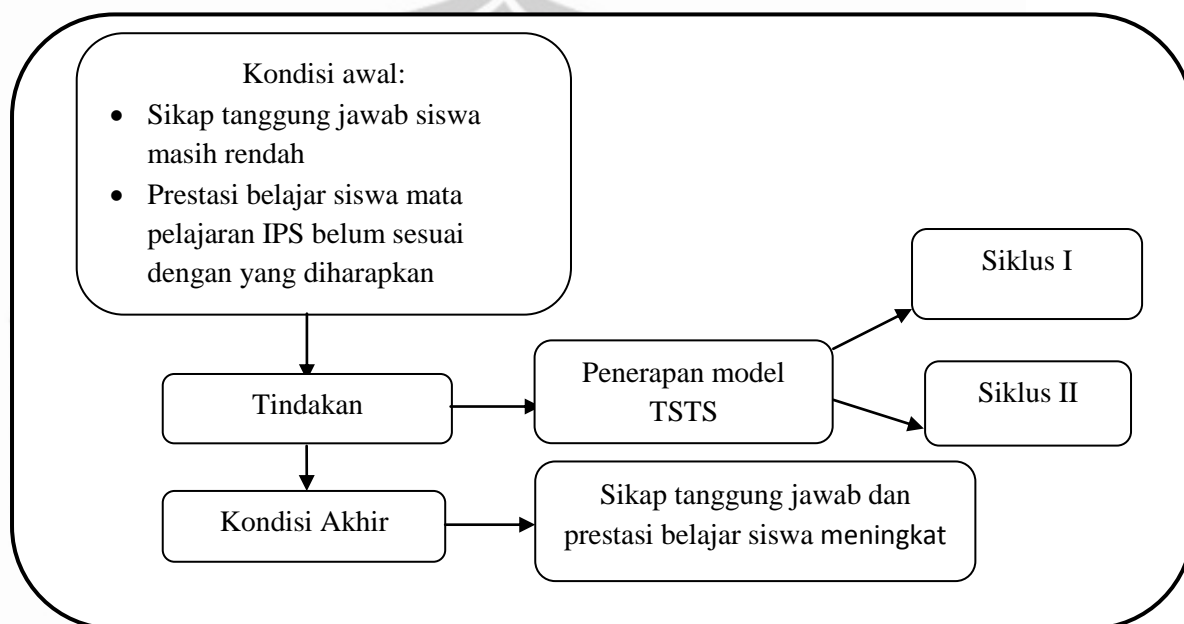 Kondisi awal:
• Sikap tanggung jawab siswa
masih rendah
• Prestasi belajar siswa mata
pelajaran IPS belum sesuai
dengan yang diharapkan
Siklus I
Penerapan model
TSTS
Siklus II
Tindakan
Kondisi Akhir
Sikap tanggung jawab dan
prestasi belajar siswa meningkat